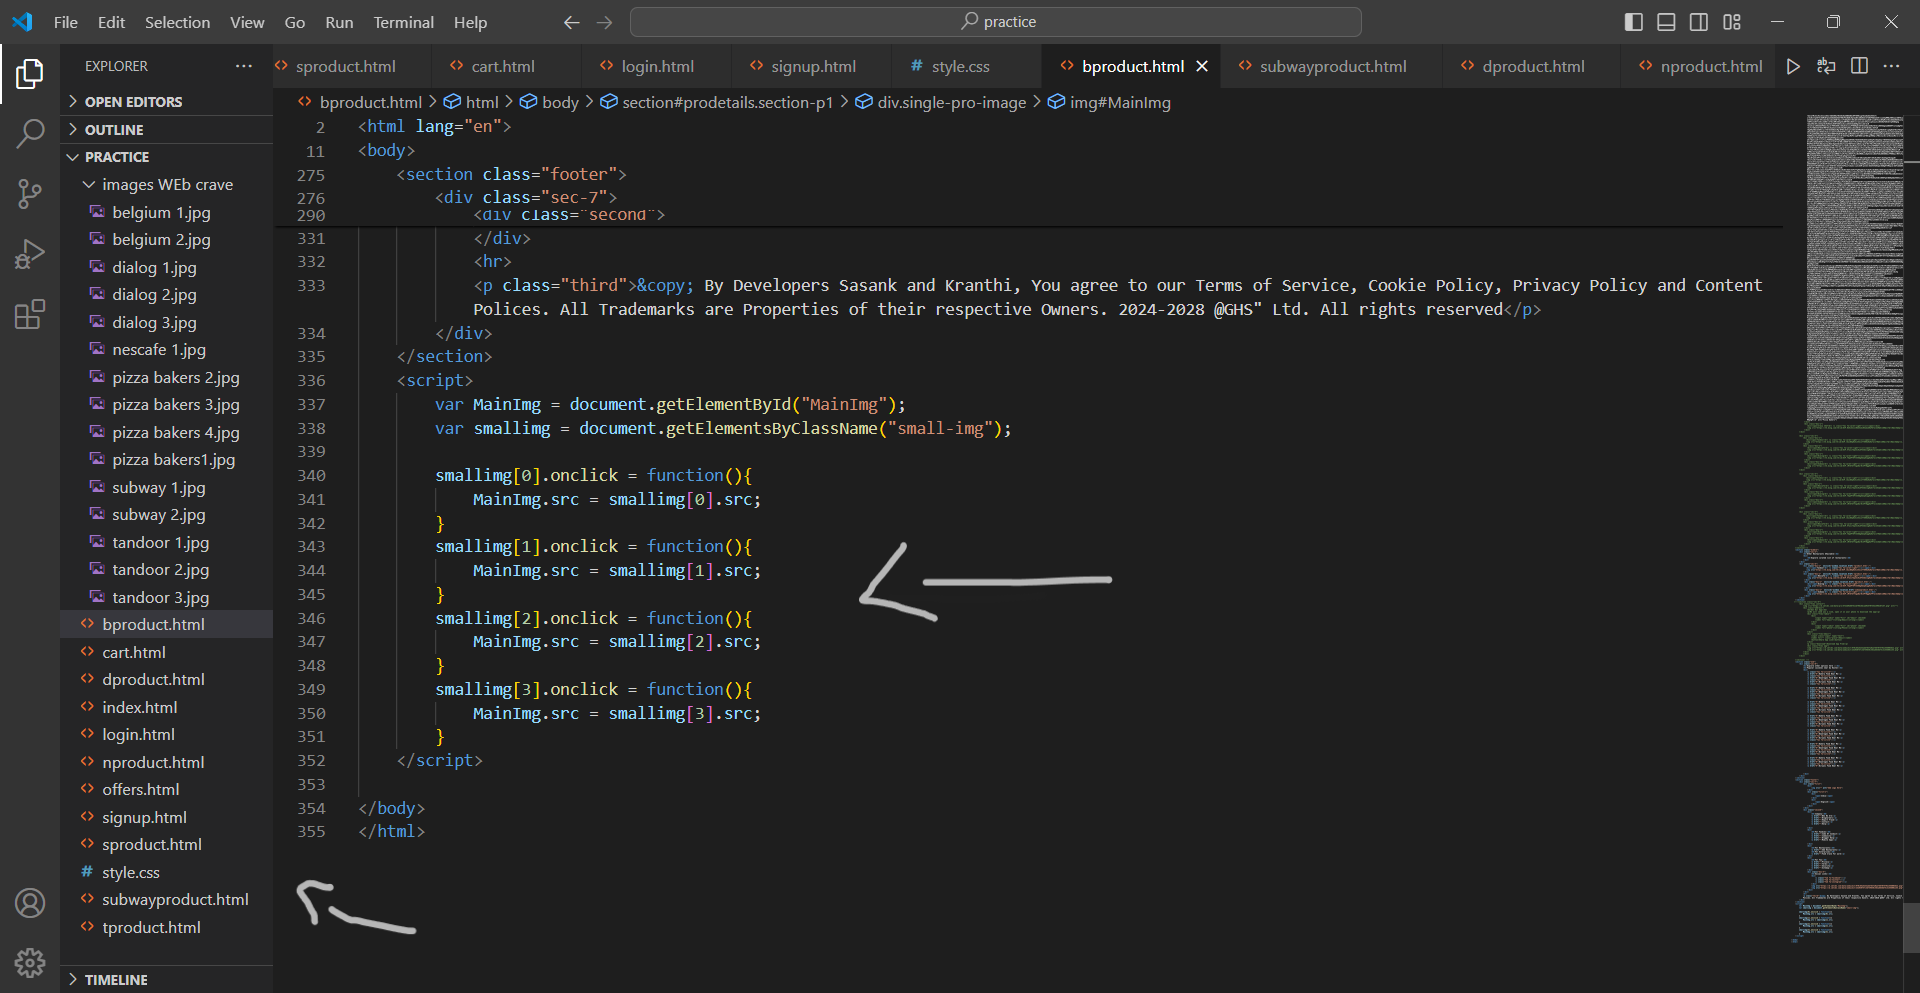 File Edit Selection View Go Run Terminal Help
practice
EXPLORER
sproduct.html cart.html login.html signup.html # style.css bproduct.html subwayproduct.html dproduct.html nproduct.html
bproduct.html > html > body > section#prodetails.section-p1 > div.single-pro-image > img#MainImg
OPEN EDITORS
OUTLINE
PRACTICE
images WEb crave
belgium 1.jpg
belgium 2.jpg
dialog 1.jpg
dialog 2.jpg
dialog 3.jpg
nescafe 1.jpg
pizza bakers 2.jpg
pizza bakers 3.jpg
pizza bakers 4.jpg
pizza bakers1.jpg
subway 1.jpg
subway 2.jpg
tandoor 1.jpg
tandoor 2.jpg
tandoor 3.jpg
bproduct.html
cart.html
dproduct.html
index.html
login.html
nproduct.html
offers.html
signup.html
sproduct.html
# style.css
subwayproduct.html
tproduct.html
TIMELINE
2 <html lang="en">
11 <body>
275 <section class="footer">
276 <div class="sec-7">
290 <div class="second">
331 </div>
332 <hr>
333 <p class="third">&copy; By Developers Sasank and Kranthi, You agree to our Terms of Service, Cookie Policy, Privacy Policy and Content
Polices. All Trademarks are Properties of their respective Owners. 2024-2028 @GHS" Ltd. All rights reserved</p>
334 </div>
335 </section>
336 <script>
337 var MainImg = document.getElementById("MainImg");
338 var smallimg = document.getElementsByClassName("small-img");
339
340 smallimg[0].onclick = function(){
341 MainImg.src = smallimg[0].src;
342 }
343 smallimg[1].onclick = function(){
344 MainImg.src = smallimg[1].src;
345 }
346 smallimg[2].onclick = function(){
347 MainImg.src = smallimg[2].src;
348 }
349 smallimg[3].onclick = function(){
350 MainImg.src = smallimg[3].src;
351 }
352 </script>
353
354 </body>
355 </html>